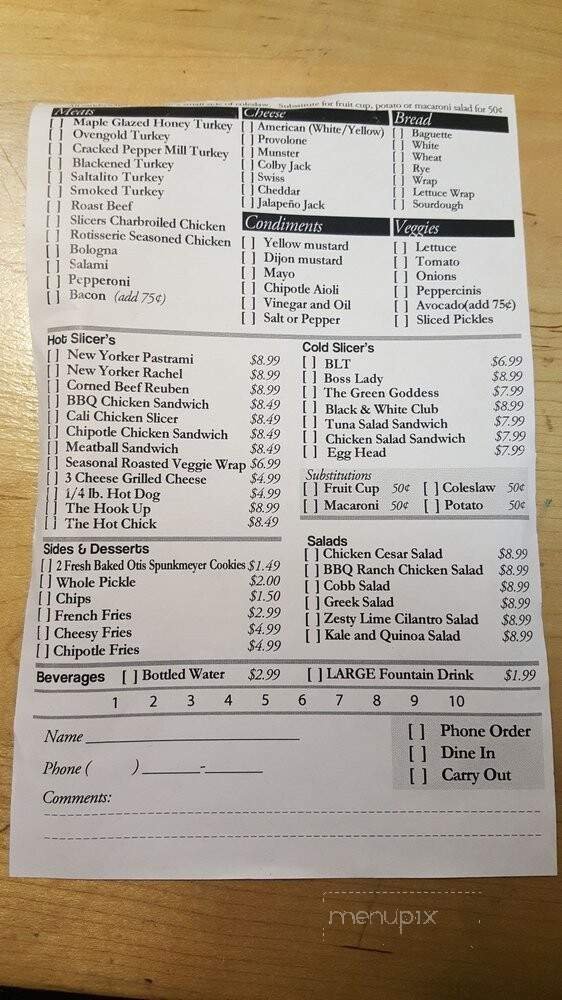 Substitute for fruit cup, potato or macaroni salad for 50¢
Meats
[ ] Maple Glazed Honey Turkey
[ ] Ovengold Turkey
[ ] Cracked Pepper Mill Turkey
[ ] Blackened Turkey
[ ] Saltalito Turkey
[ ] Smoked Turkey
[ ] Roast Beef
[ ] Slicers Charbroiled Chicken
[ ] Rotisserie Seasoned Chicken
[ ] Bologna
[ ] Salami
[ ] Pepperoni
[ ] Bacon (add 75¢)
Cheese
[ ] American (White/Yellow)
[ ] Provolone
[ ] Munster
[ ] Colby Jack
[ ] Swiss
[ ] Cheddar
[ ] Jalapeño Jack
Bread
[ ] Baguette
[ ] White
[ ] Wheat
[ ] Rye
[ ] Wrap
[ ] Lettuce Wrap
[ ] Sourdough
Condiments
[ ] Yellow mustard
[ ] Dijon mustard
[ ] Mayo
[ ] Chipotle Aioli
[ ] Vinegar and Oil
[ ] Salt or Pepper
Veggies
[ ] Lettuce
[ ] Tomato
[ ] Onions
[ ] Peppercinis
[ ] Avocado(add 75¢)
[ ] Sliced Pickles
Hot Slicer's
[ ] New Yorker Pastrami $8.99
[ ] New Yorker Rachel $8.99
[ ] Corned Beef Reuben $8.99
[ ] BBQ Chicken Sandwich $8.49
[ ] Cali Chicken Slicer $8.49
[ ] Chipotle Chicken Sandwich $8.49
[ ] Meatball Sandwich $8.49
[ ] Seasonal Roasted Veggie Wrap $6.99
[ ] 3 Cheese Grilled Cheese $4.99
[ ] 1/4 lb. Hot Dog $4.99
[ ] The Hook Up $8.99
[ ] The Hot Chick $8.49
Cold Slicer's
[ ] BLT $6.99
[ ] Boss Lady $8.99
[ ] The Green Goddess $7.99
[ ] Black & White Club $8.99
[ ] Tuna Salad Sandwich $7.99
[ ] Chicken Salad Sandwich $7.99
[ ] Egg Head $7.99
Substitutions
[ ] Fruit Cup 50¢ [ ] Coleslaw 50¢
[ ] Macaroni 50¢ [ ] Potato 50¢
Sides & Desserts
[ ] 2 Fresh Baked Otis Spunkmeyer Cookies $1.49
[ ] Whole Pickle $2.00
[ ] Chips $1.50
[ ] French Fries $2.99
[ ] Cheesy Fries $4.99
[ ] Chipotle Fries $4.99
Salads
[ ] Chicken Cesar Salad $8.99
[ ] BBQ Ranch Chicken Salad $8.99
[ ] Cobb Salad $8.99
[ ] Greek Salad $8.99
[ ] Zesty Lime Cilantro Salad $8.99
[ ] Kale and Quinoa Salad $8.99
Beverages [ ] Bottled Water $2.99 [ ] LARGE Fountain Drink $1.99
1 2 3 4 5 6 7 8 9 10
Name
Phone ( ) -
Comments:
[ ] Phone Order
[ ] Dine In
[ ] Carry Out
menupix